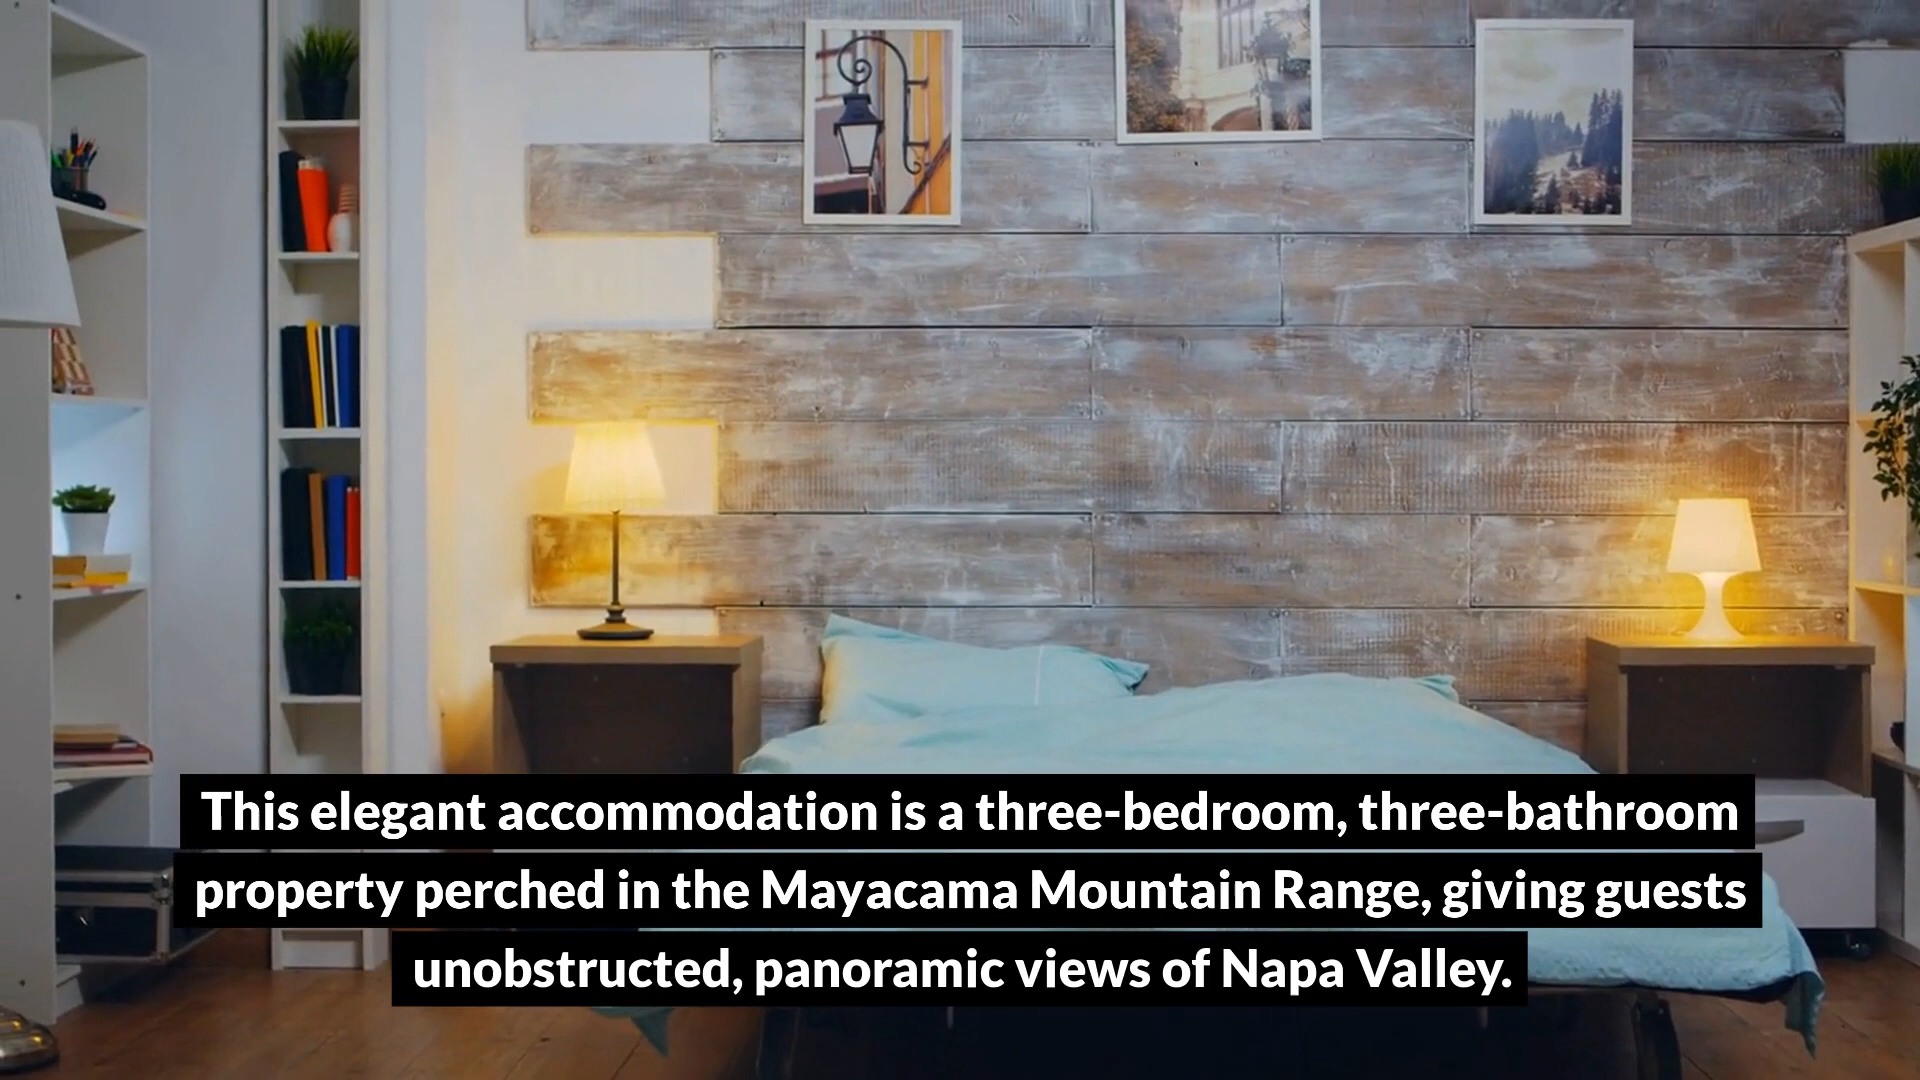 This elegant accommodation is a three-bedroom, three-bathroom
property perched in the Mayacama Mountain Range, giving guests
unobstructed, panoramic views of Napa Valley.